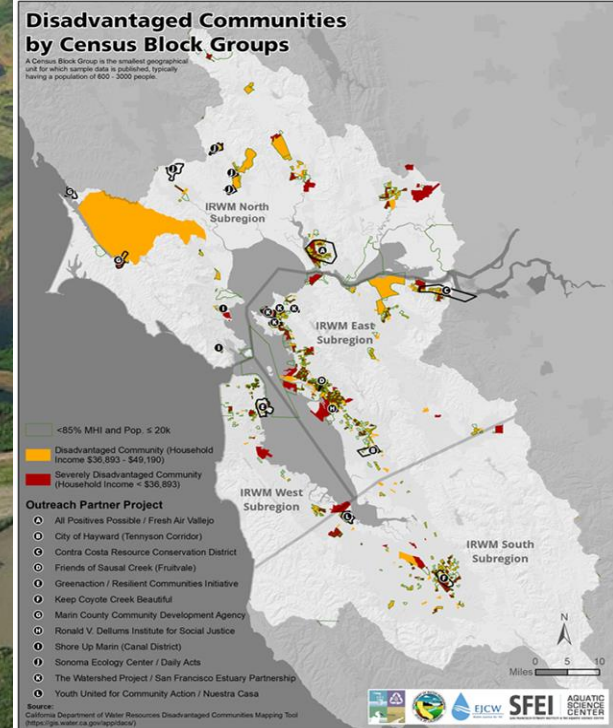 Disadvantaged Communities
by Census Block Groups
A Census Block Group is the smallest geographical
unit for which sample data is published, typically
having a population of 600 - 3000 people.
IRWM North
Subregion
IRWM East
Subregion
IRWM West
Subregion
IRWM South
Subregion
<85% MHI and Pop. ≤ 20k
Disadvantaged Community (Household
Income $36,893 - $49,190)
Severely Disadvantaged Community
(Household Income < $36,893)
Outreach Partner Project
A All Positives Possible / Fresh Air Vallejo
B City of Hayward (Tennyson Corridor)
C Contra Costa Resource Conservation District
D Friends of Sausal Creek (Fruitvale)
E Greenaction / Resilient Communities Initiative
F Keep Coyote Creek Beautiful
G Marin County Community Development Agency
H Ronald V. Dellums Institute for Social Justice
I Shore Up Marin (Canal District)
J Sonoma Ecology Center / Daily Acts
K The Watershed Project / San Francisco Estuary Partnership
L Youth United for Community Action / Nuestra Casa
Source:
California Department of Water Resources Disadvantaged Communities Mapping Tool
(https://gis.water.ca.gov/app/dacs/)
N
Miles
0 5 10
EJCW
SFEI
AQUATIC
SCIENCE
CENTER